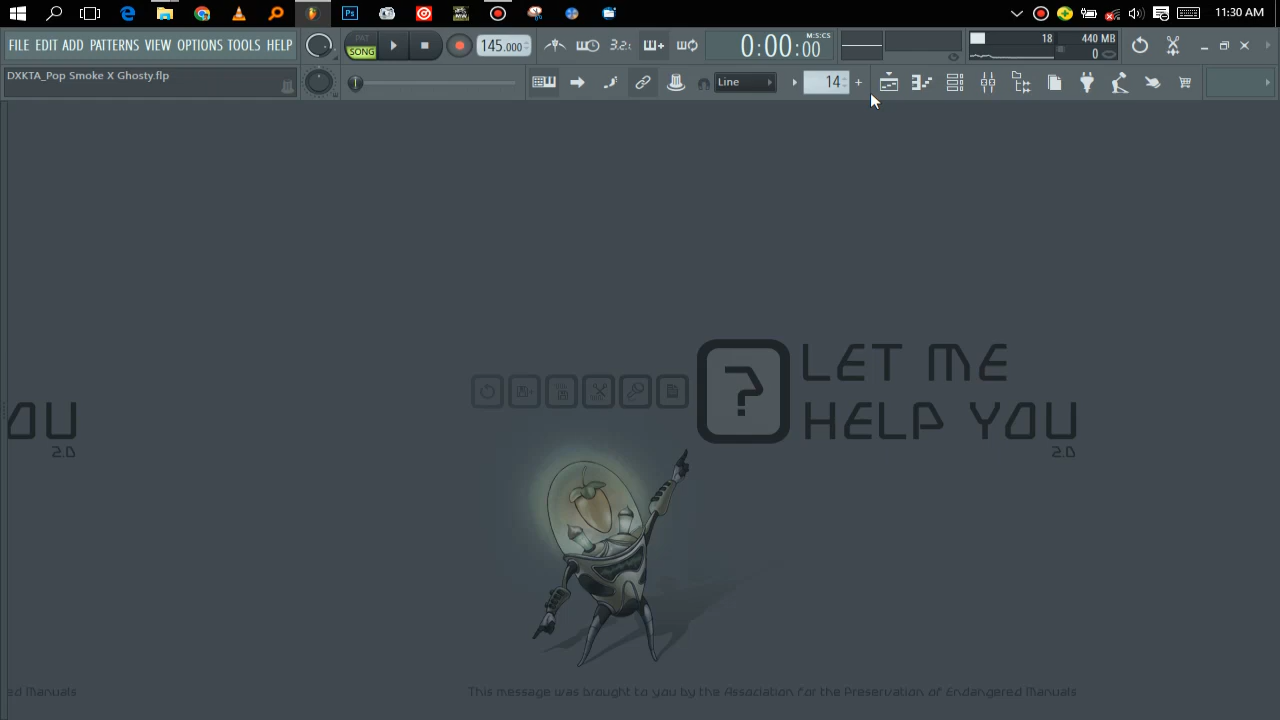 11:30 AM
FILE EDIT ADD PATTERNS VIEW OPTIONS TOOLS HELP
PAT
SONG
145.000
3.2.
0:00:00
M:S:CS
18
440 MB
0
DXKTA_Pop Smoke X Ghosty.flp
Line
14
?
LET ME
HELP YOU
2.0
OU
2.0
This message was brought to you by the Association for the Preservation of Endangered Manuals
ed Manuals
Ps